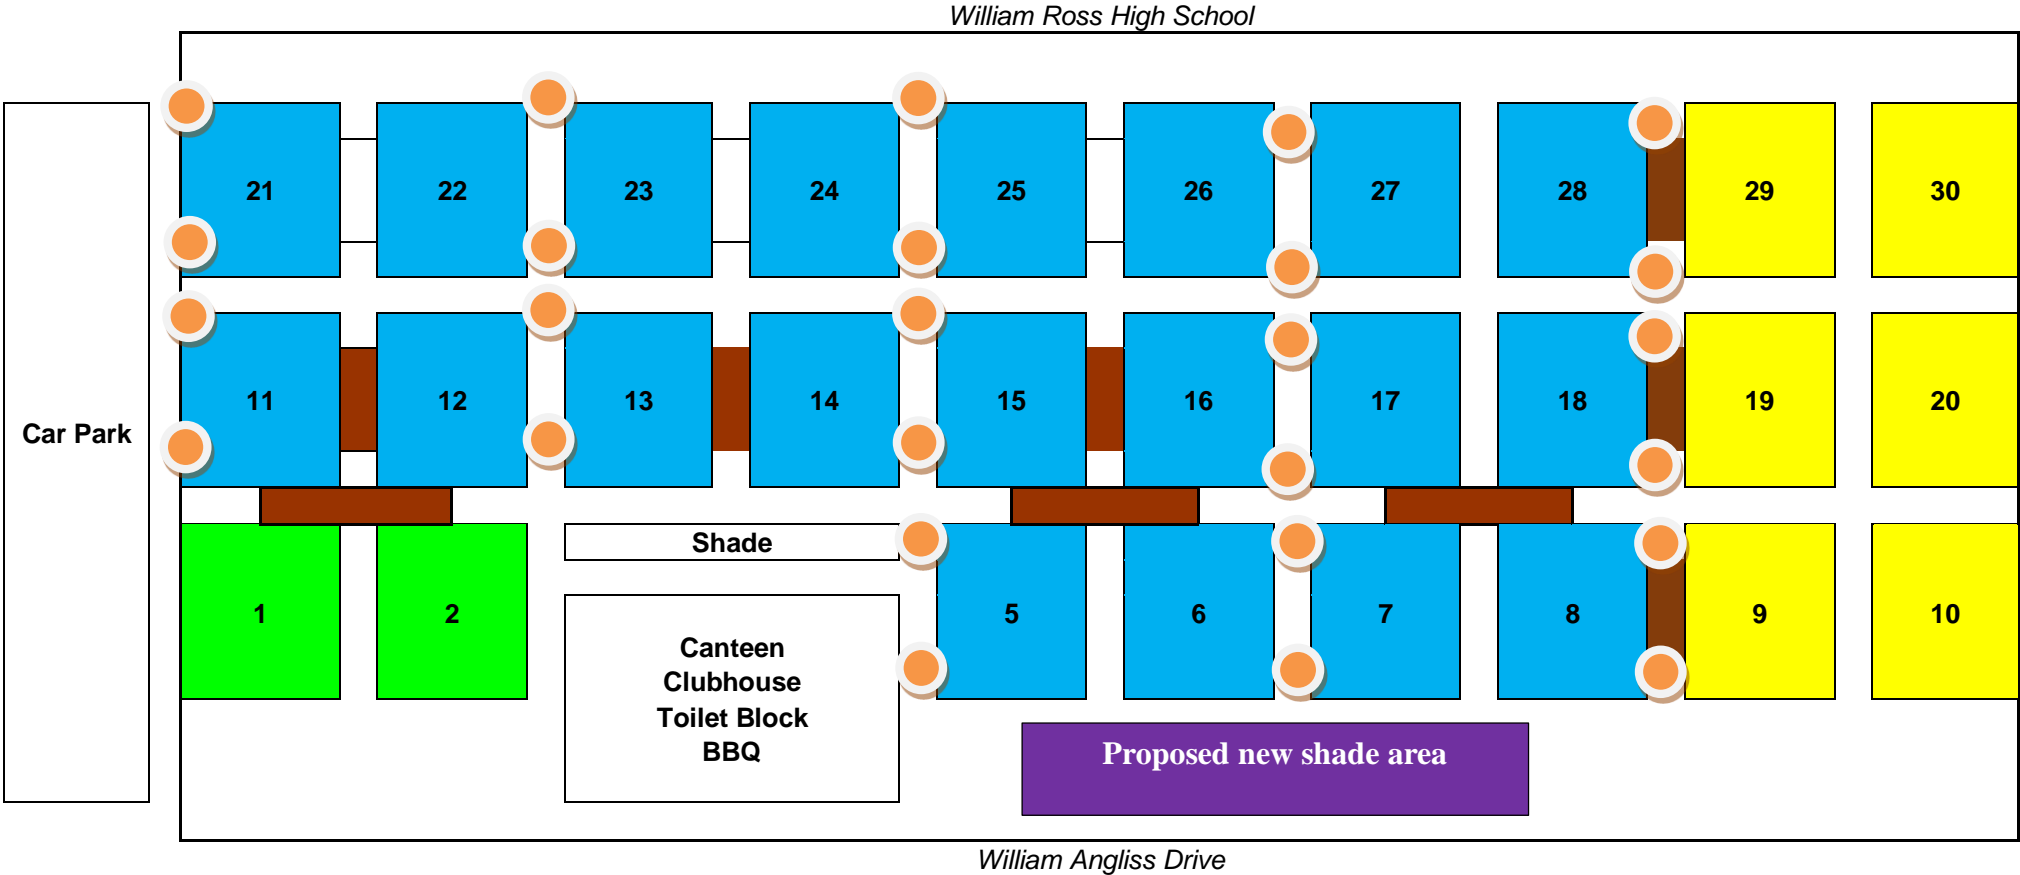 William Ross High School
21 22 23 24 25 26 27 28 29 30
11 12 13 14 15 16 17 18 19 20
Car Park
Shade
1 2 5 6 7 8 9 10
Canteen
Clubhouse
Toilet Block
BBQ
Proposed new shade area
William Angliss Drive